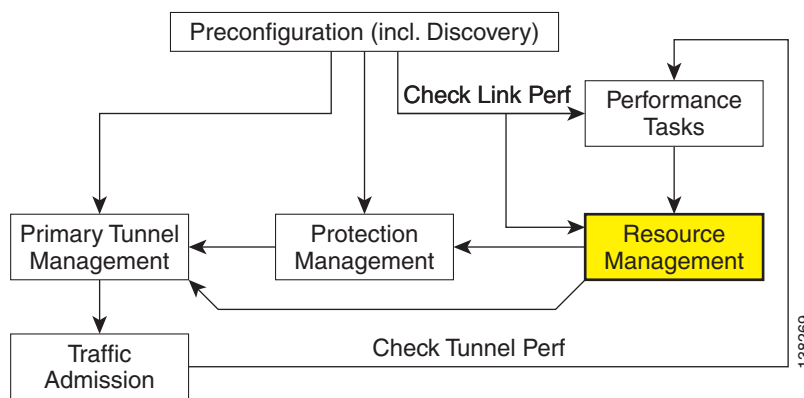 Preconfiguration (incl. Discovery)
Check Link Perf
Performance
Tasks
Primary Tunnel
Management
Protection
Management
Resource
Management
Traffic
Admission
Check Tunnel Perf
138269